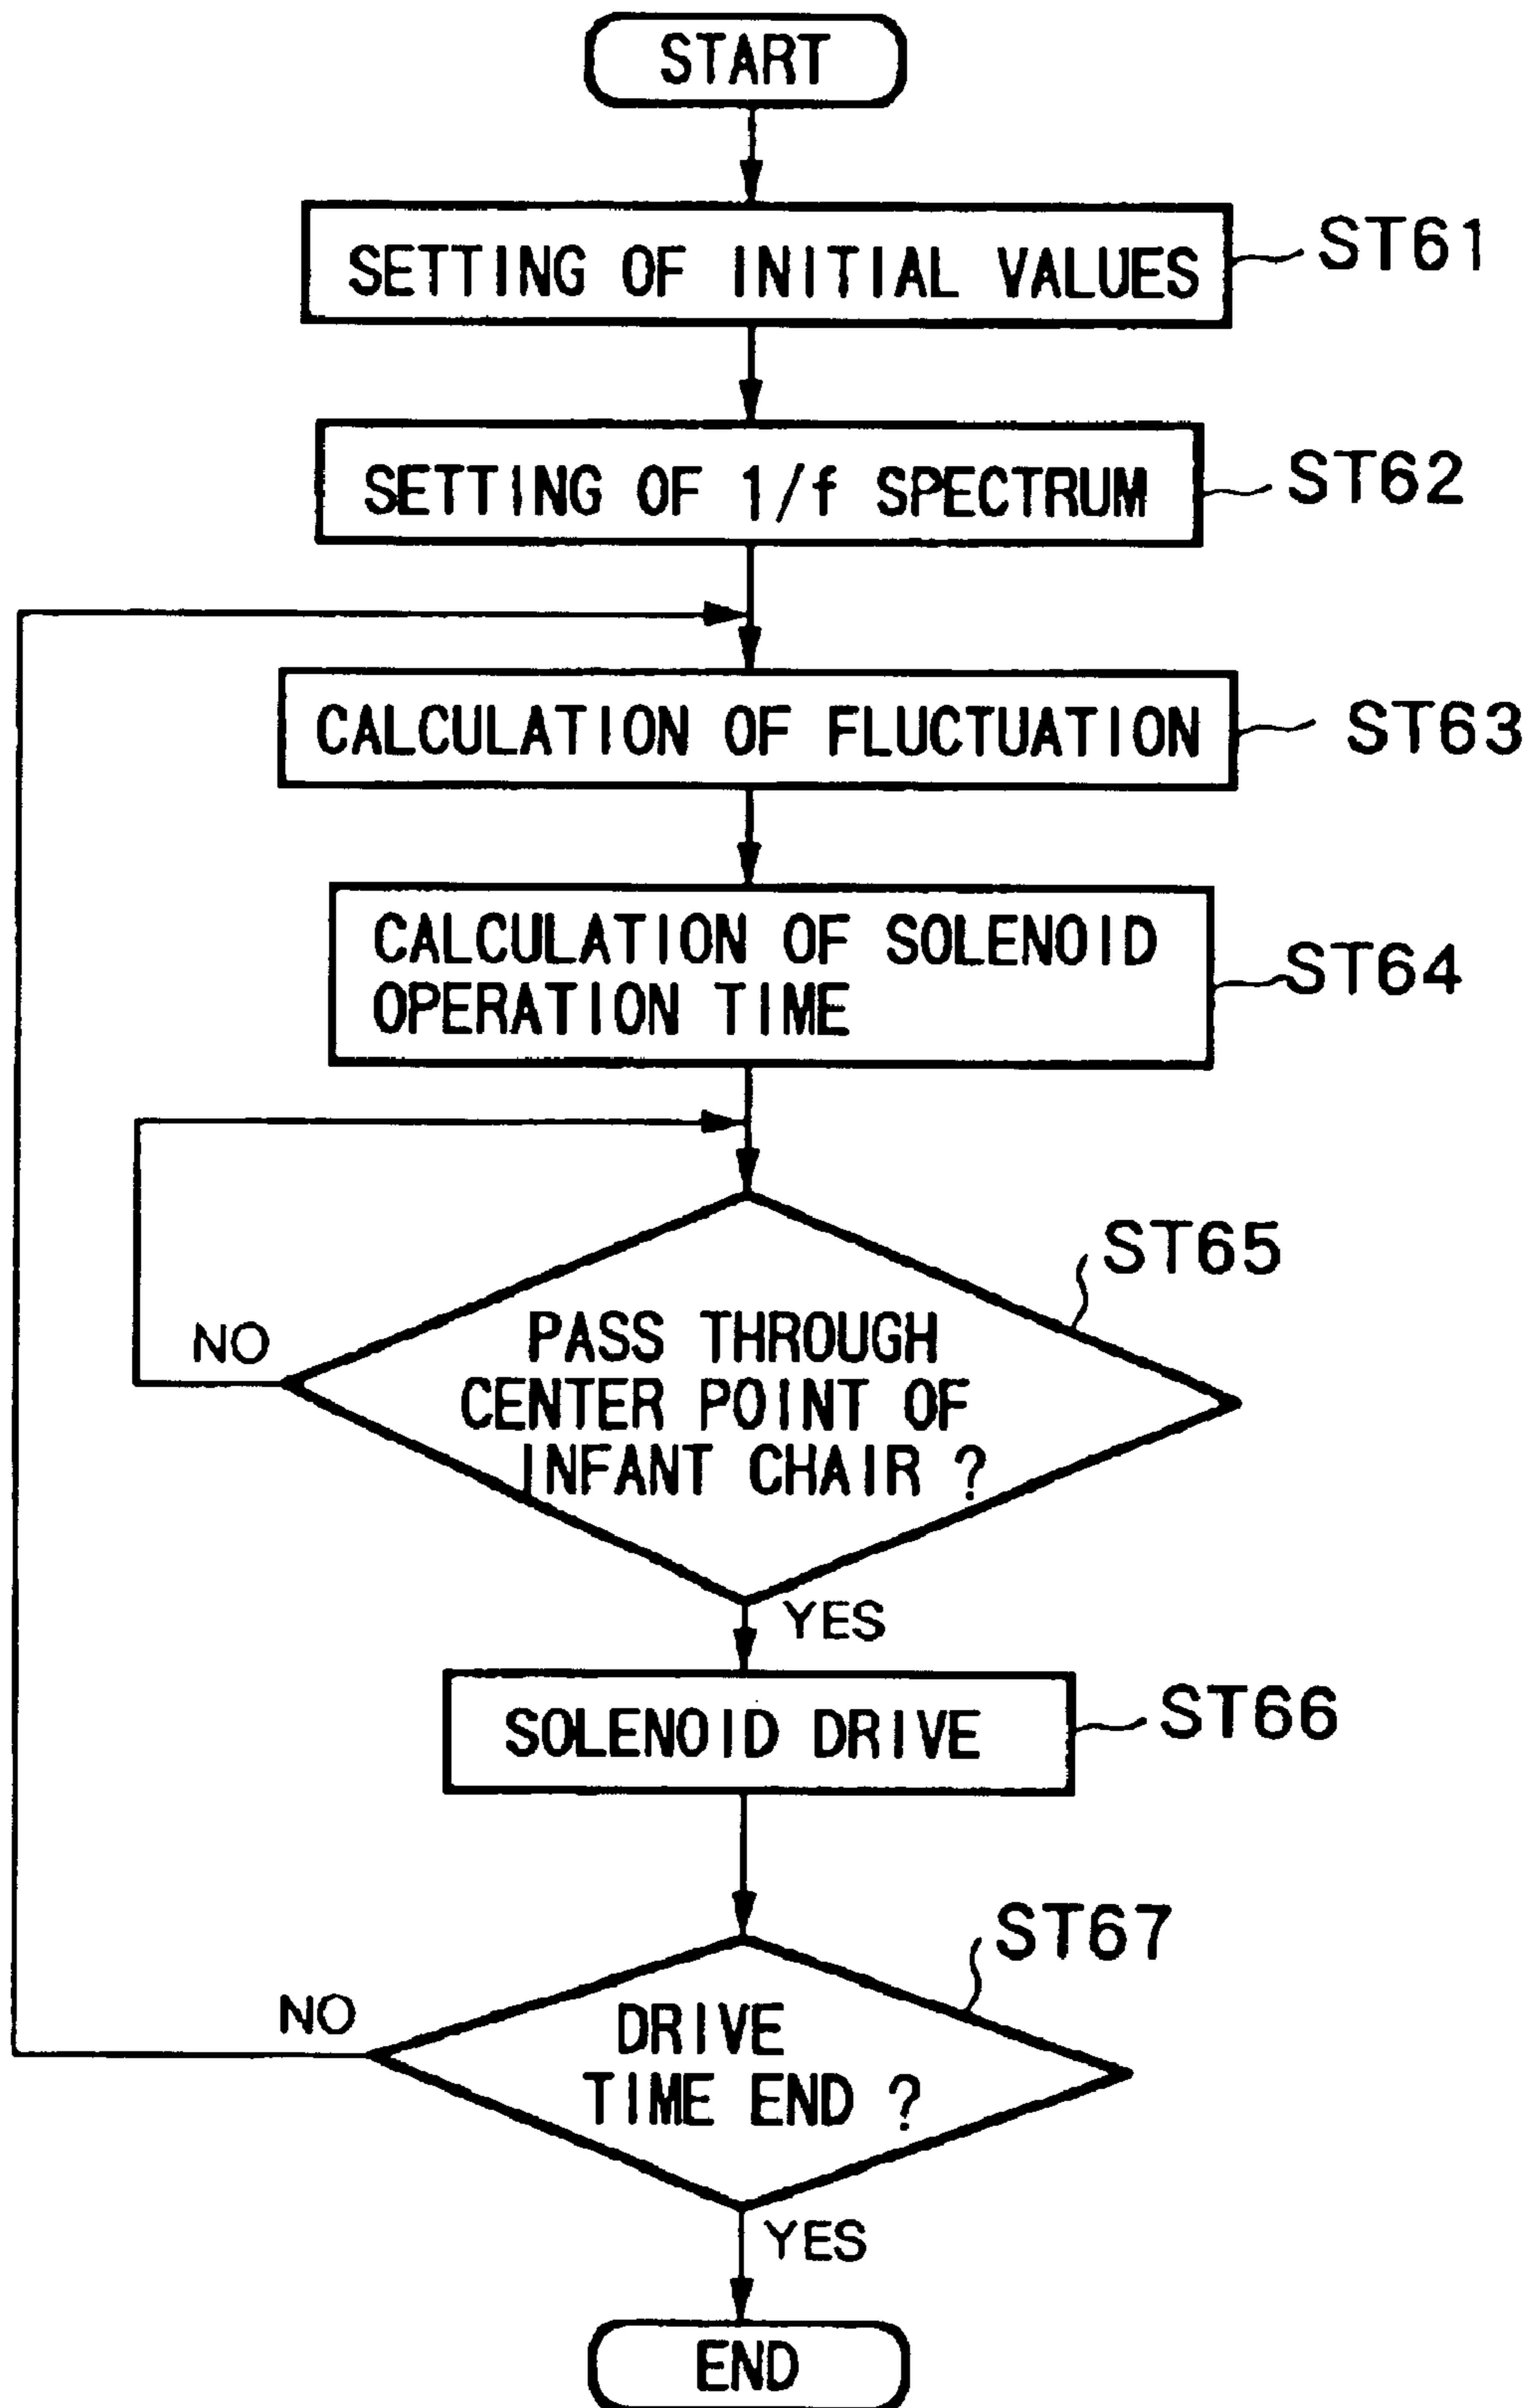 START
SETTING OF INITIAL VALUES
ST61
SETTING OF 1/f SPECTRUM
ST62
CALCULATION OF FLUCTUATION
ST63
CALCULATION OF SOLENOID
OPERATION TIME
ST64
ST65
PASS THROUGH
CENTER POINT OF
INFANT CHAIR ?
NO
YES
SOLENOID DRIVE
ST66
ST67
DRIVE
TIME END ?
NO
YES
END